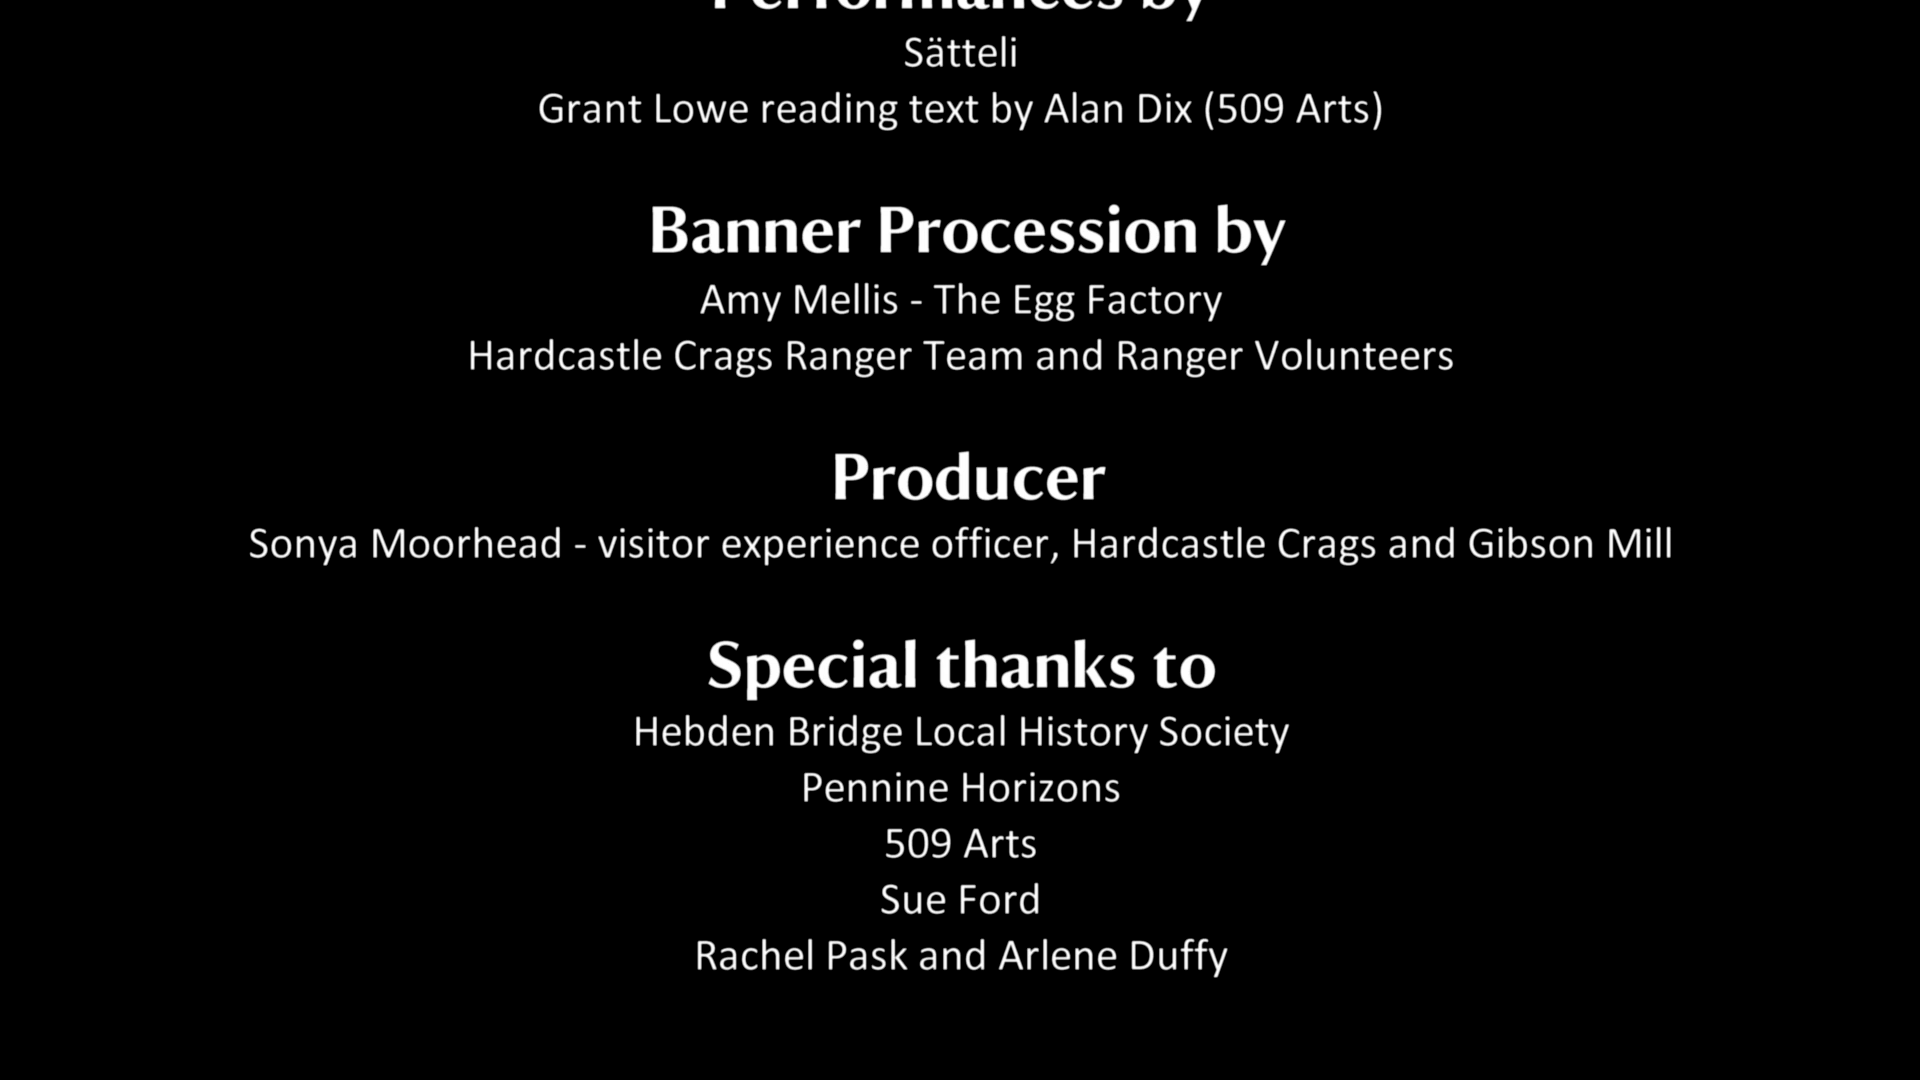 Performances by
Sätteli
Grant Lowe reading text by Alan Dix (509 Arts)
Banner Procession by
Amy Mellis - The Egg Factory
Hardcastle Crags Ranger Team and Ranger Volunteers
Producer
Sonya Moorhead - visitor experience officer, Hardcastle Crags and Gibson Mill
Special thanks to
Hebden Bridge Local History Society
Pennine Horizons
509 Arts
Sue Ford
Rachel Pask and Arlene Duffy